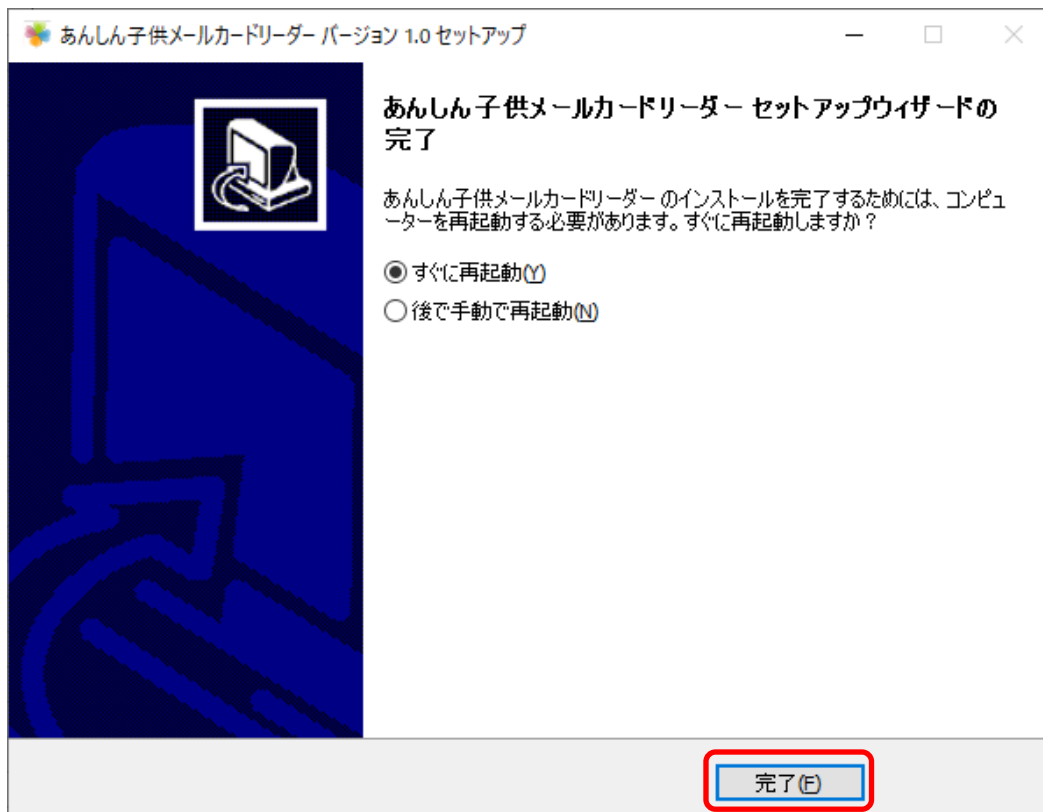 あんしん子供メールカードリーダー バージョン 1.0 セットアップ
あんしん子供メールカードリーダー セットアップウィザードの
完了
あんしん子供メールカードリーダー のインストールを完了するためには、コンピュ
ーターを再起動する必要があります。すぐに再起動しますか？
すぐに再起動(Y)
後で手動で再起動(N)
完了(F)